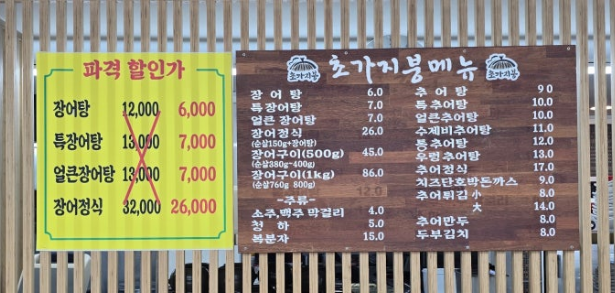 파격 할인가
장어탕 12,000 6,000
특장어탕 13,000 7,000
얼큰장어탕 13,000 7,000
장어정식 32,000 26,000
초가지붕 초가지붕메뉴 초가지붕
장어탕 6.0
특장어탕 7.0
얼큰 장어탕 7.0
장어정식 26.0
(순살150g+장어탕)
장어구이(500g) 45.0
(순살380g~400g)
장어구이(1kg) 86.0
(순살760g 800g)
12.0
-주류-
소주,맥주 막걸리 4.0
청하 5.0
복분자 15.0
추어탕 9.0
특추어탕 10.0
얼큰추어탕 10.0
수제비추어탕 11.0
통추어탕 12.0
우렁추어탕 13.0
추어정식 17.0
치즈단호박돈까스 9.0
추어튀김 小 8.0
大 14.0
추어만두 8.0
두부김치 8.0